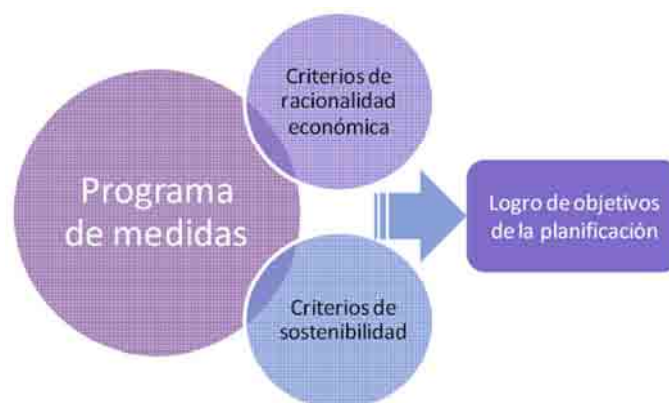 Criterios de
racionalidad
económica
Programa
de medidas
Logro de objetivos
de la planificación
Criterios de
sostenibilidad